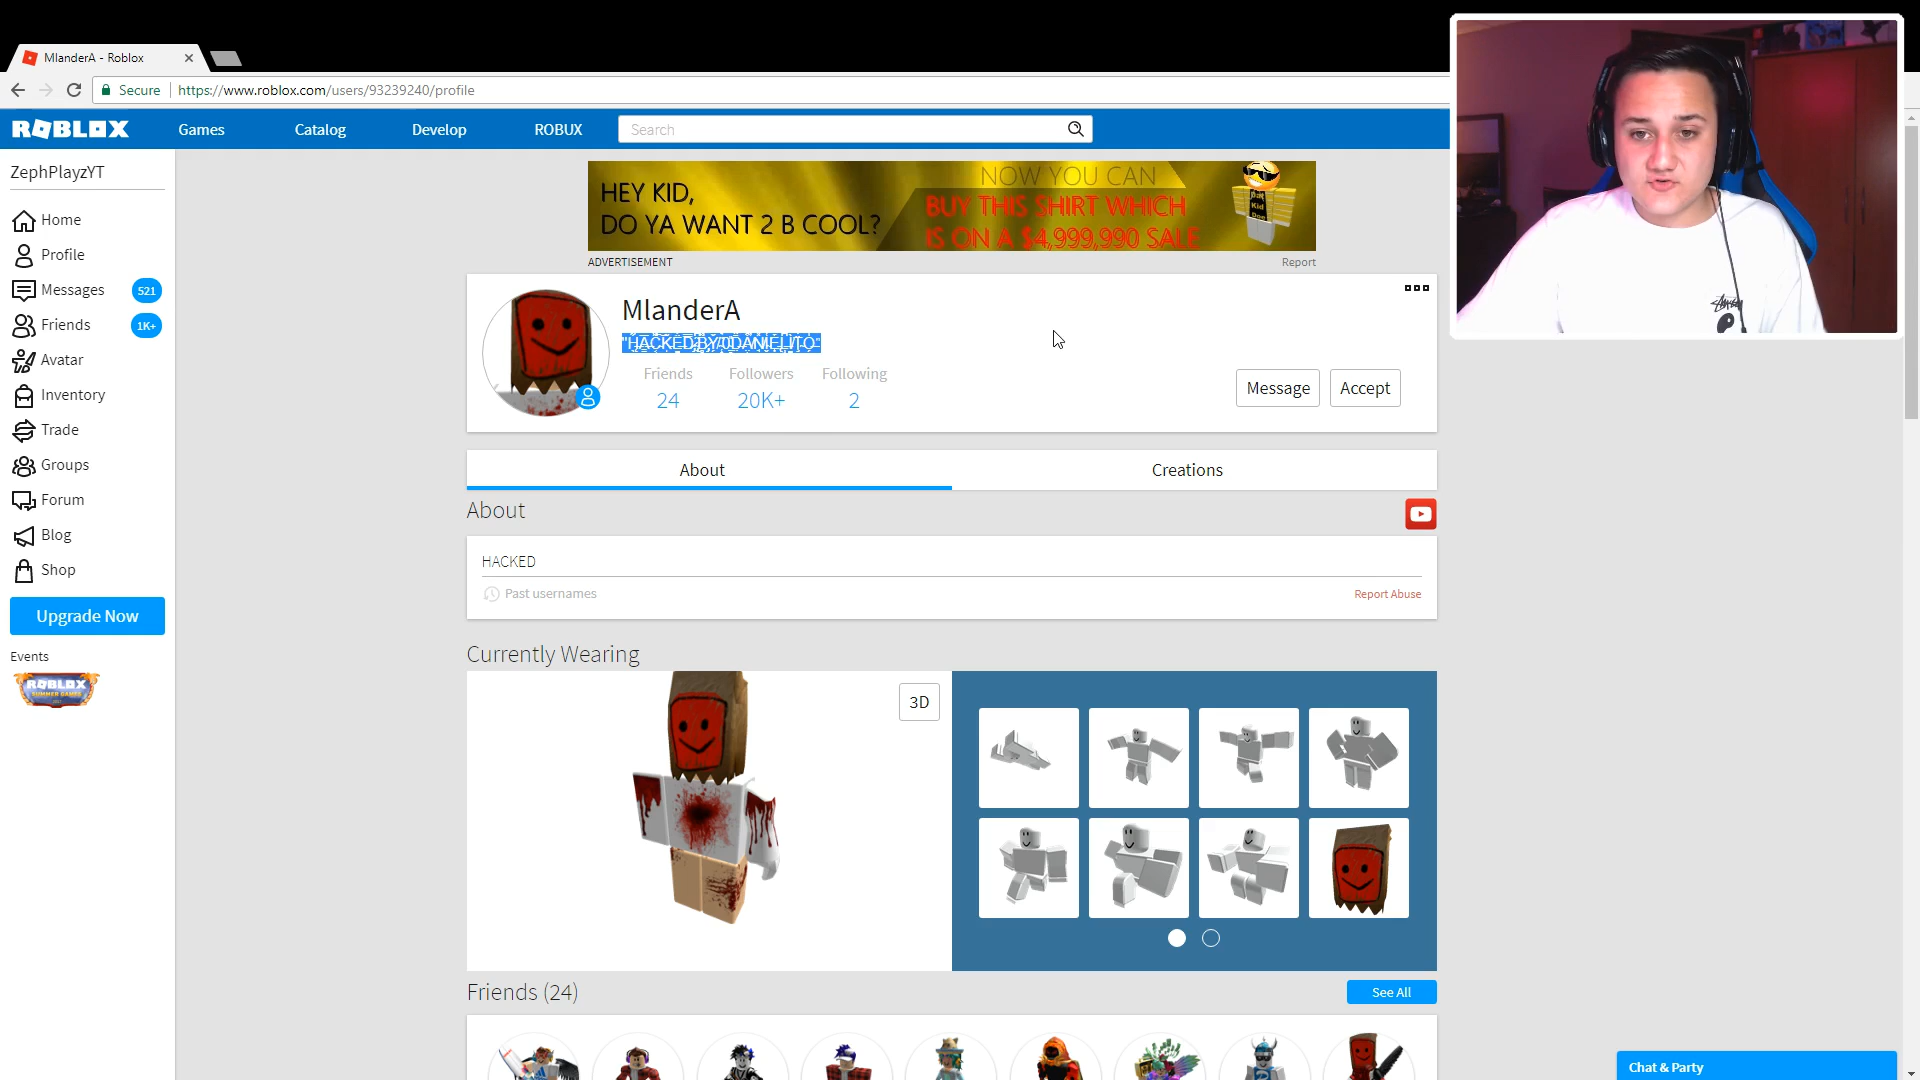 MlanderA - Roblox
Secure https://www.roblox.com/users/93239240/profile
ROBLOX
Games
Catalog
Develop
ROBUX
Search
ZephPlayzYT
Home
Profile
Messages 521
Friends 1K+
Avatar
Inventory
Trade
Groups
Forum
Blog
Shop
Upgrade Now
Events
ROBLOX
SUMMER GAMES
HEY KID,
DO YA WANT 2 B COOL?
NOW YOU CAN
BUY THIS SHIRT WHICH
IS ON A $4,999,990 SALE
ADVERTISEMENT
Report
MlanderA
Friends Followers Following
24 20K+ 2
Message
Accept
About
Creations
About
HACKED
Past usernames
Report Abuse
Currently Wearing
3D
Friends (24)
See All
Chat & Party